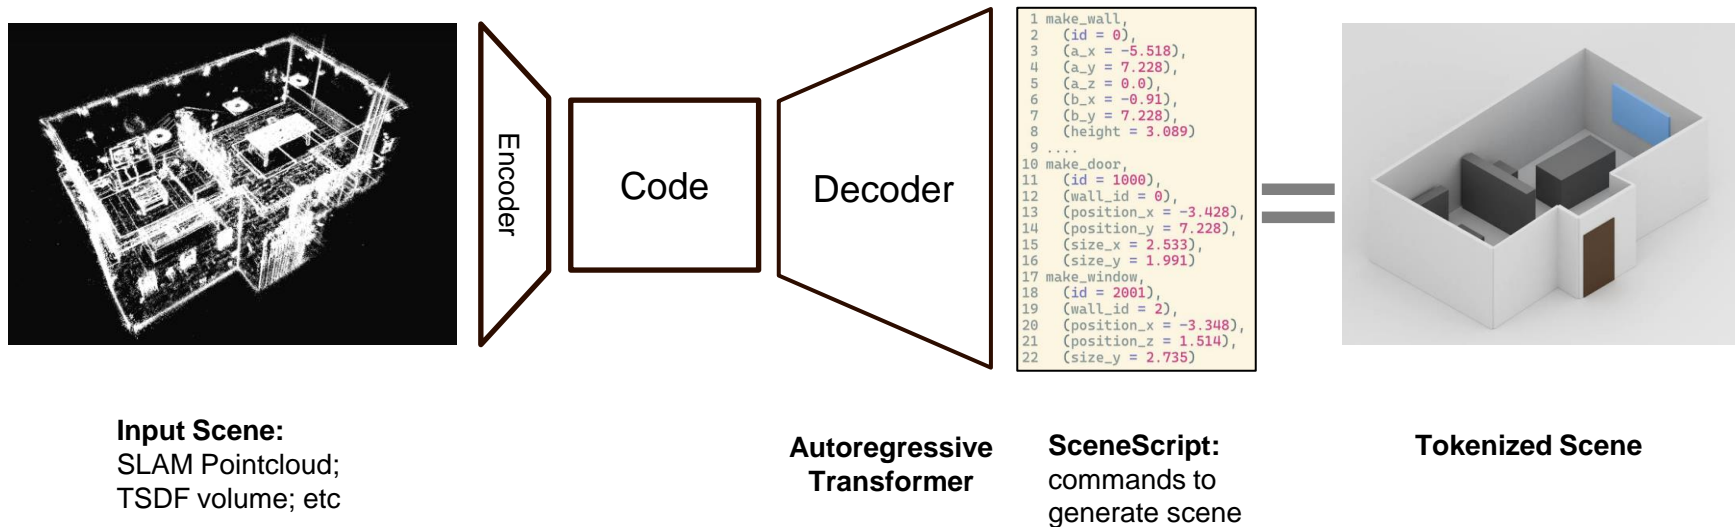 Encoder
Code
Decoder
1 make_wall,
2 (id = 0),
3 (a_x = -5.518),
4 (a_y = 7.228),
5 (a_z = 0.0),
6 (b_x = -0.91),
7 (b_y = 7.228),
8 (height = 3.089)
9 ....
10 make_door,
11 (id = 1000),
12 (wall_id = 0),
13 (position_x = -3.428),
14 (position_y = 7.228),
15 (size_x = 2.533),
16 (size_y = 1.991)
17 make_window,
18 (id = 2001),
19 (wall_id = 2),
20 (position_x = -3.348),
21 (position_z = 1.514),
22 (size_y = 2.735)
Input Scene:
SLAM Pointcloud;
TSDF volume; etc
Autoregressive
Transformer
SceneScript:
commands to
generate scene
Tokenized Scene